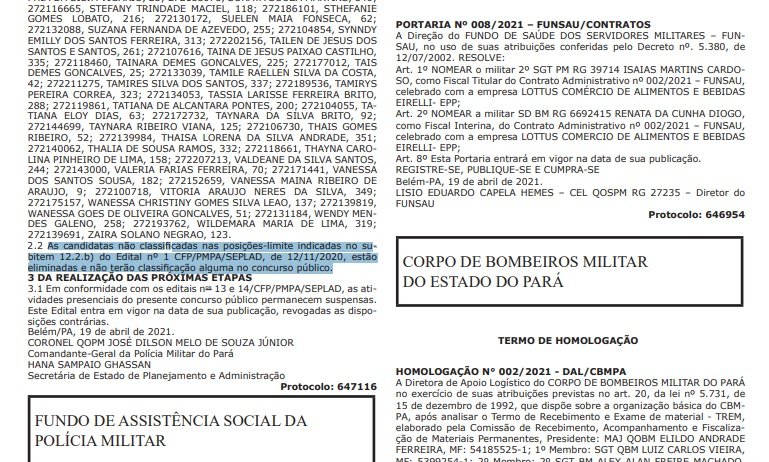 272116665, STEFANY TRINDADE MACIEL, 118; 272186101, STHEFANIE
GOMES LOBATO, 216; 272130172, SUELEN MAIA FONSECA, 62;
272132088, SUZANA FERNANDA DE AZEVEDO, 255; 272104854, SYNNDY
EMILLY DOS SANTOS FERREIRA, 313; 272202156, TAILEN DE JESUS DOS
SANTOS E SANTOS, 261; 272107616, TAINA DE JESUS PAIXAO CASTILHO,
335; 272118460, TAINARA DEMES GONCALVES, 225; 272177012, TAIS
DEMES GONCALVES, 25; 272233039, TAMILE RAELLEN SILVA DA COSTA,
42; 272211275, TAMIRES SILVA DOS SANTOS, 337; 272189536, TAMIRYS
PEREIRA CORREA, 323; 272134053, TASSIA LARISSE FERREIRA BRITO,
288; 272119861, TATIANA DE ALCANTARA PONTES, 200; 272104055, TA-
TIANA ELOY DIAS, 63; 272172732, TAYNARA DA SILVA BRITO, 92;
272144699, TAYNARA RIBEIRO VIANA, 125; 272106730, THAIS GOMES
RIBEIRO, 52; 272139984, THAISA LORENA DA SILVA ANDRADE, 351;
272140062, THALIA DE SOUSA RAMOS, 332; 272118661, THAYNA CARO-
LINA PINHEIRO DE LIMA, 158; 272207213, VALDEANE DA SILVA SANTOS,
244; 272143000, VALERIA FARIAS FERREIRA, 70; 272171441, VANESSA
DOS SANTOS SOUSA, 182; 272152659, VANESSA MAINA RIBEIRO DE
ARAUJO, 9; 272100718, VITORIA ARAUJO NERES DA SILVA, 349;
272175157, WANESSA CHRISTINY GOMES SILVA LEAO, 137; 272139819,
WANESSA GOES DE OLIVEIRA GONCALVES, 51; 272131184, WENDY MEN-
DES GALENO, 258; 272193762, WILDEMARA MARIA DE LIMA, 319;
272139691, ZAIRA SOLANO NEGRAO, 123.
2.2 As candidatas não classificadas nas posições-limite indicadas no su-
bitem 12.2.b) do Edital nº 1 CFP/PMPA/SEPLAD, de 12/11/2020, estão
eliminadas e não terão classificação alguma no concurso público.
3 DA REALIZAÇÃO DAS PRÓXIMAS ETAPAS
3.1 Em conformidade com os editais nºs 13 e 14/CFP/PMPA/SEPLAD, as ati-
vidades presenciais do presente concurso público permanecem suspensas.
Este Edital entra em vigor na data de sua publicação, revogadas as dispo-
sições contrárias.
Belém/PA, 19 de abril de 2021.
CORONEL QOPM JOSÉ DILSON MELO DE SOUZA JÚNIOR
Comandante-Geral da Polícia Militar do Pará
HANA SAMPAIO GHASSAN
Secretária de Estado de Planejamento e Administração
Protocolo: 647116
FUNDO DE ASSISTÊNCIA SOCIAL DA
POLÍCIA MILITAR
PORTARIA Nº 008/2021 – FUNSAU/CONTRATOS
A Direção do FUNDO DE SAÚDE DOS SERVIDORES MILITARES – FUN-
SAU, no uso de suas atribuições conferidas pelo Decreto nº. 5.380, de
12/07/2002. RESOLVE:
Art. 1º NOMEAR o militar 2º SGT PM RG 39714 ISAIAS MARTINS CARDO-
SO, como Fiscal Titular do Contrato Administrativo nº 002/2021 – FUNSAU,
celebrado com a empresa LOTTUS COMÉRCIO DE ALIMENTOS E BEBIDAS
EIRELLI- EPP;
Art. 2º NOMEAR a militar SD BM RG 6692415 RENATA DA CUNHA DIOGO,
como Fiscal Interina, do Contrato Administrativo nº 002/2021 – FUNSAU,
celebrado com a empresa LOTTUS COMERCIO DE ALIMENTOS E BEBIDAS
EIRELLI- EPP;
Art. 8º Esta Portaria entrará em vigor na data de sua publicação.
REGISTRE-SE, PUBLIQUE-SE E CUMPRA-SE
Belém-PA, 19 de abril de 2021.
LISIO EDUARDO CAPELA HEMES – CEL QOSPM RG 27235 – Diretor do
FUNSAU
Protocolo: 646954
CORPO DE BOMBEIROS MILITAR
DO ESTADO DO PARÁ
TERMO DE HOMOLOGAÇÃO
HOMOLOGAÇÃO N° 002/2021 - DAL/CBMPA
A Diretora de Apoio Logístico do CORPO DE BOMBEIROS MILITAR DO PARÁ
no exercício de suas atribuições previstas no art. 20, da lei nº 5.731, de
15 de dezembro de 1992, que dispõe sobre a organização básica do CBM-
PA, após analisar o Termo de Recebimento e Exame de material - TREM,
elaborado pela Comissão de Recebimento, Acompanhamento e Fiscaliza-
ção de Materiais Permanentes, Presidente: MAJ QOBM ELILDO ANDRADE
FERREIRA, MF: 54185525-1; 1º Membro: SGT QBM LUIZ CARLOS VIEIRA,
MF: 5399254-1; 2º Membro: 2º SGT BM ALEX ALAN FREIRE MACHADO,